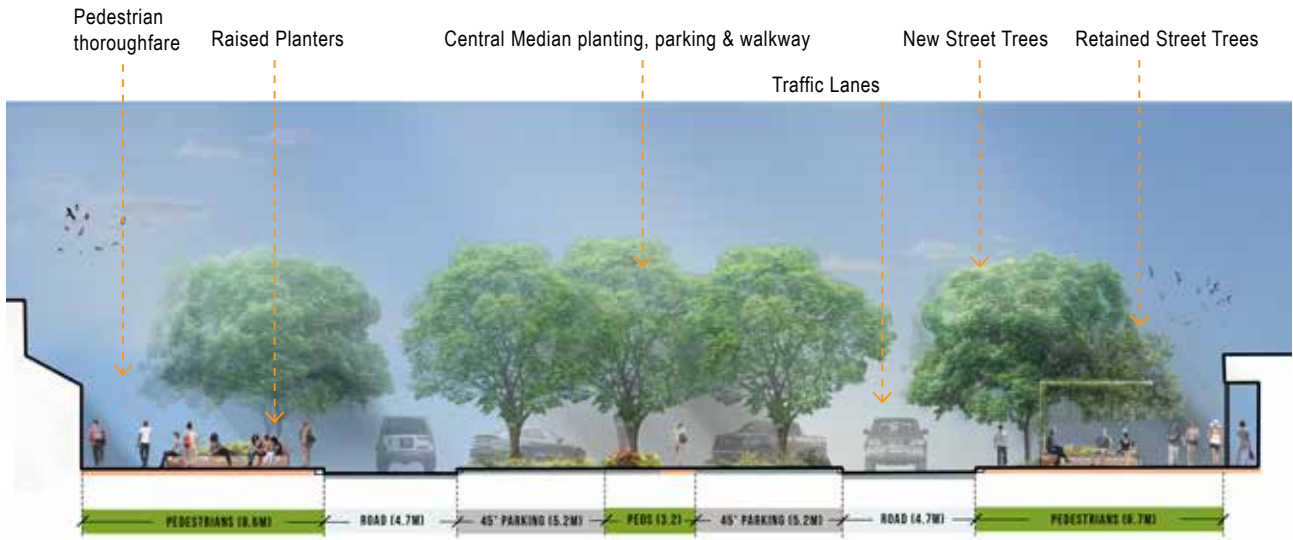 Pedestrian
thoroughfare
Raised Planters
Central Median planting, parking & walkway
Traffic Lanes
New Street Trees
Retained Street Trees
PEDESTRIANS (8.6M)
ROAD (4.7M)
45° PARKING (5.2M)
PEDS (3.2)
45° PARKING (5.2M)
ROAD (4.7M)
PEDESTRIANS (8.7M)